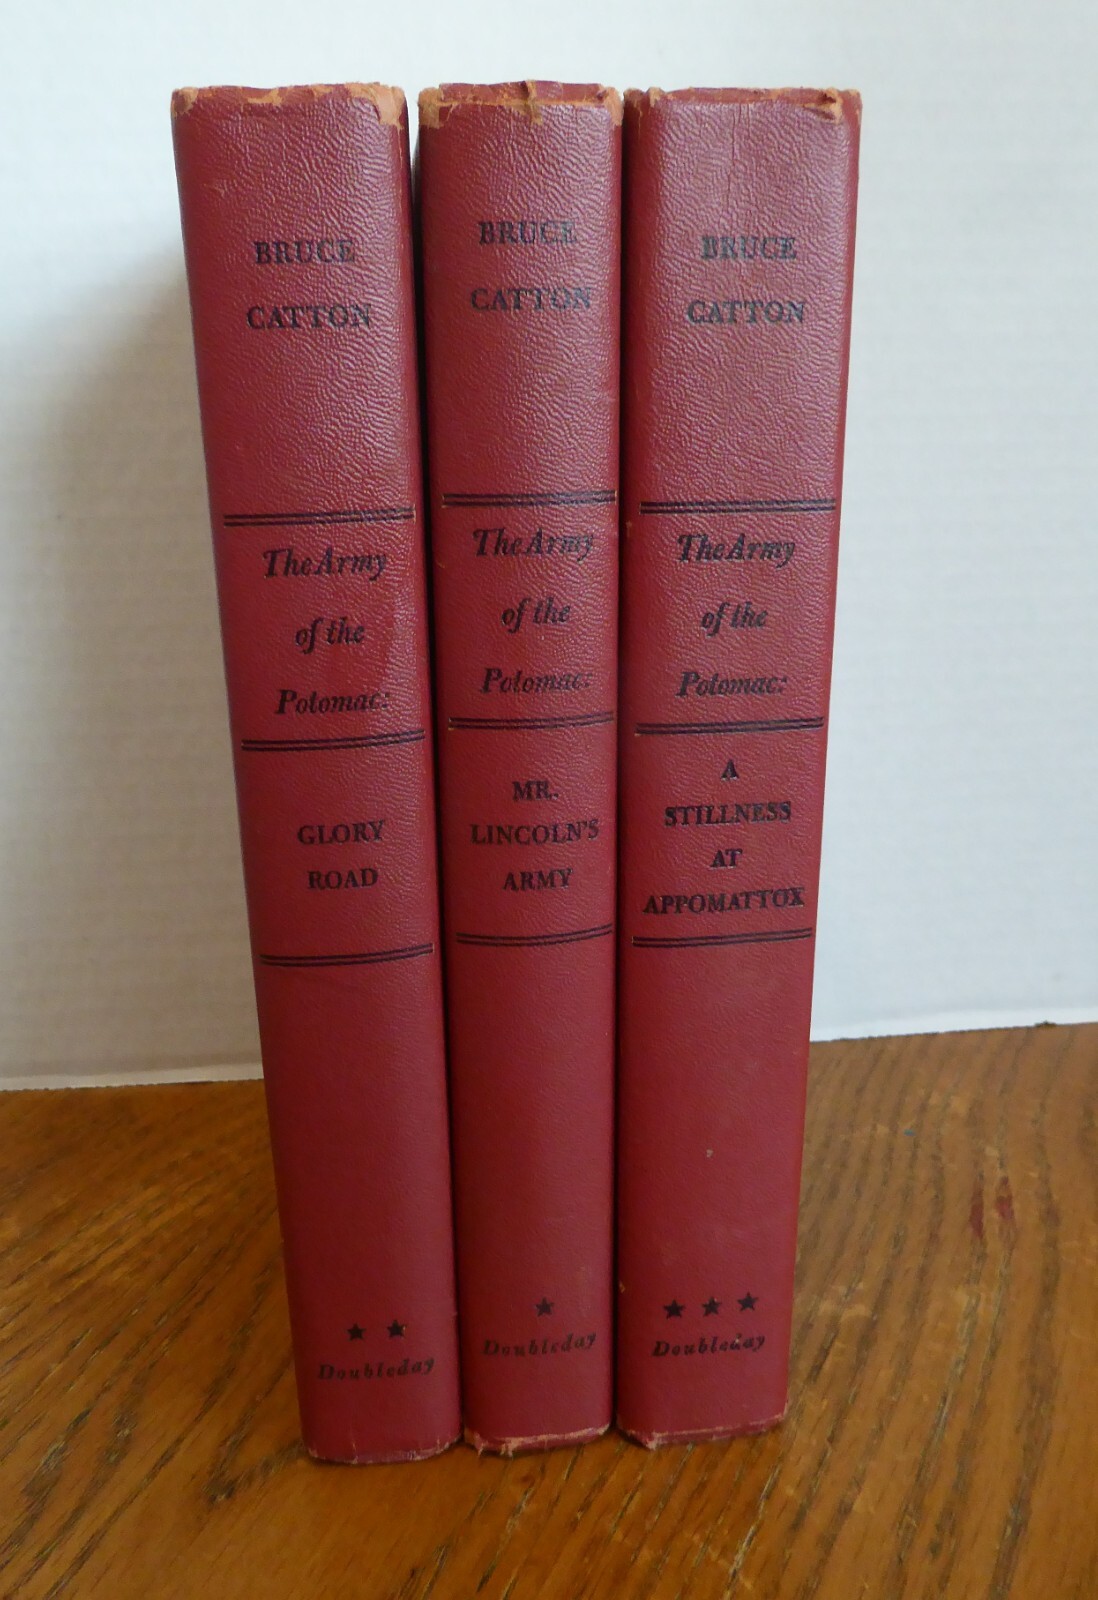 BRUCE
CATTON
The Army
of the
Potomac:
GLORY
ROAD
★ ★
Doubleday
BRUCE
CATTON
The Army
of the
Potomac:
MR.
LINCOLN'S
ARMY
★
Doubleday
BRUCE
CATTON
The Army
of the
Potomac:
A
STILLNESS
AT
APPOMATTOX
★ ★ ★
Doubleday